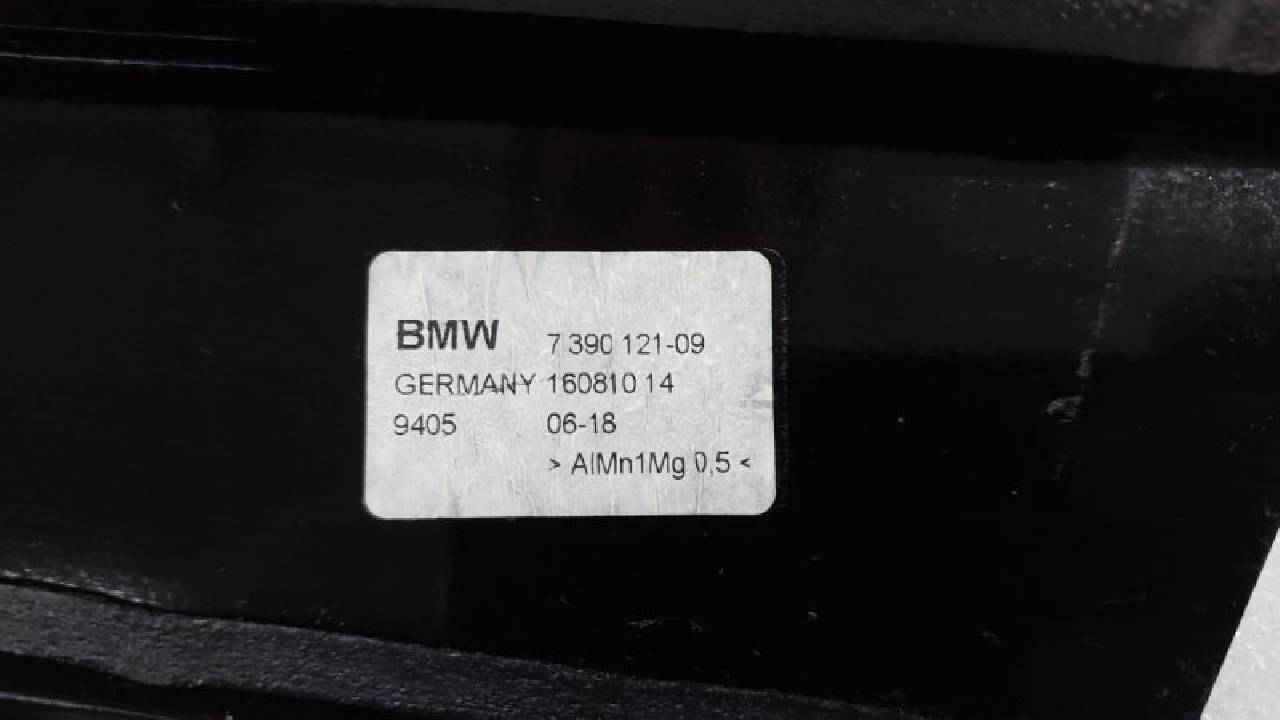 BMW 7 390 121-09
GERMANY 16081014
9405 06-18
> AlMn1Mg 0,5 <